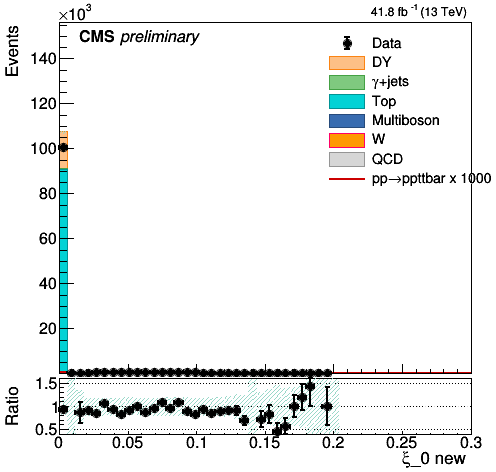 ×10³
41.8 fb⁻¹ (13 TeV)
CMS preliminary
Events
140
120
100
80
60
40
20
Data
DY
γ+jets
Top
Multiboson
W
QCD
pp→ppttbar x 1000
Ratio
1.5
1
0.5
0 0.05 0.1 0.15 0.2 0.25 0.3
ξ_0 new